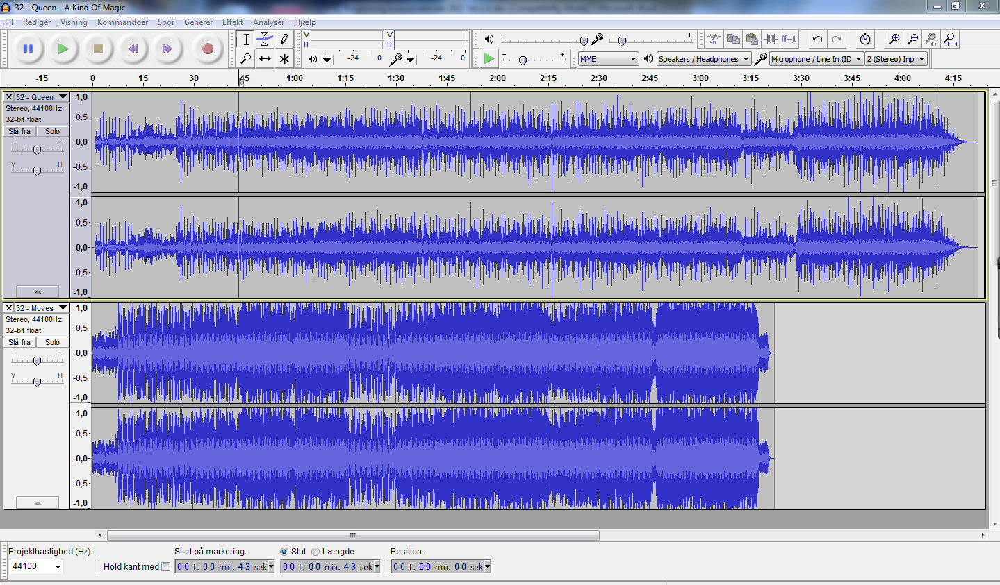 32 - Queen - A Kind Of Magic
Fil Redigér Visning Kommandoer Spor Generér Effekt Analysér Hjælp
V
H
-24 0
V
H
-24 0
MME
Speakers / Headphones
Microphone / Line In (ID
2 (Stereo) Inp
-15 0 15 30 45 1:00 1:15 1:30 1:45 2:00 2:15 2:30 2:45 3:00 3:15 3:30 3:45 4:00 4:15
32 - Queen
Stereo, 44100Hz
32-bit float
Slå fra Solo
- +
V H
1,0
0,5-
0,0-
-0,5-
-1,0
1,0
0,5-
0,0-
-0,5-
-1,0
32 - Moves
Stereo, 44100Hz
32-bit float
Slå fra Solo
- +
V H
1,0
0,5-
0,0-
-0,5-
-1,0
1,0
0,5-
0,0-
-0,5-
-1,0
Projekthastighed (Hz):
44100
Hold kant med
Start på markering:
00 t. 00 min. 43 sek
Slut Længde
00 t. 00 min. 43 sek
Position:
00 t. 00 min. 00 sek